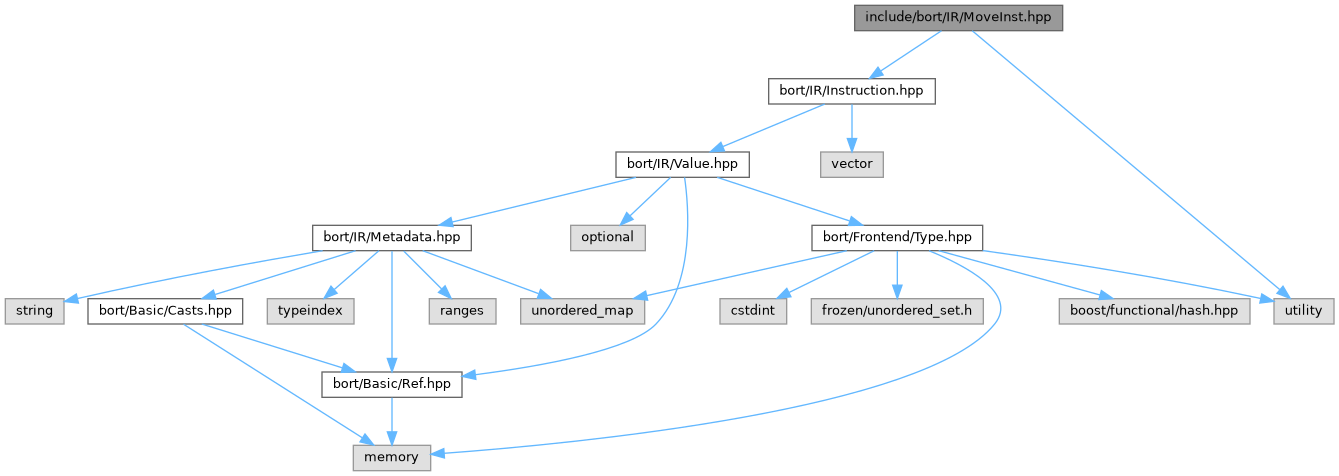 include/bort/IR/MoveInst.hpp
bort/IR/Instruction.hpp
bort/IR/Value.hpp
vector
bort/IR/Metadata.hpp
optional
bort/Frontend/Type.hpp
string
bort/Basic/Casts.hpp
typeindex
ranges
unordered_map
cstdint
frozen/unordered_set.h
boost/functional/hash.hpp
utility
bort/Basic/Ref.hpp
memory